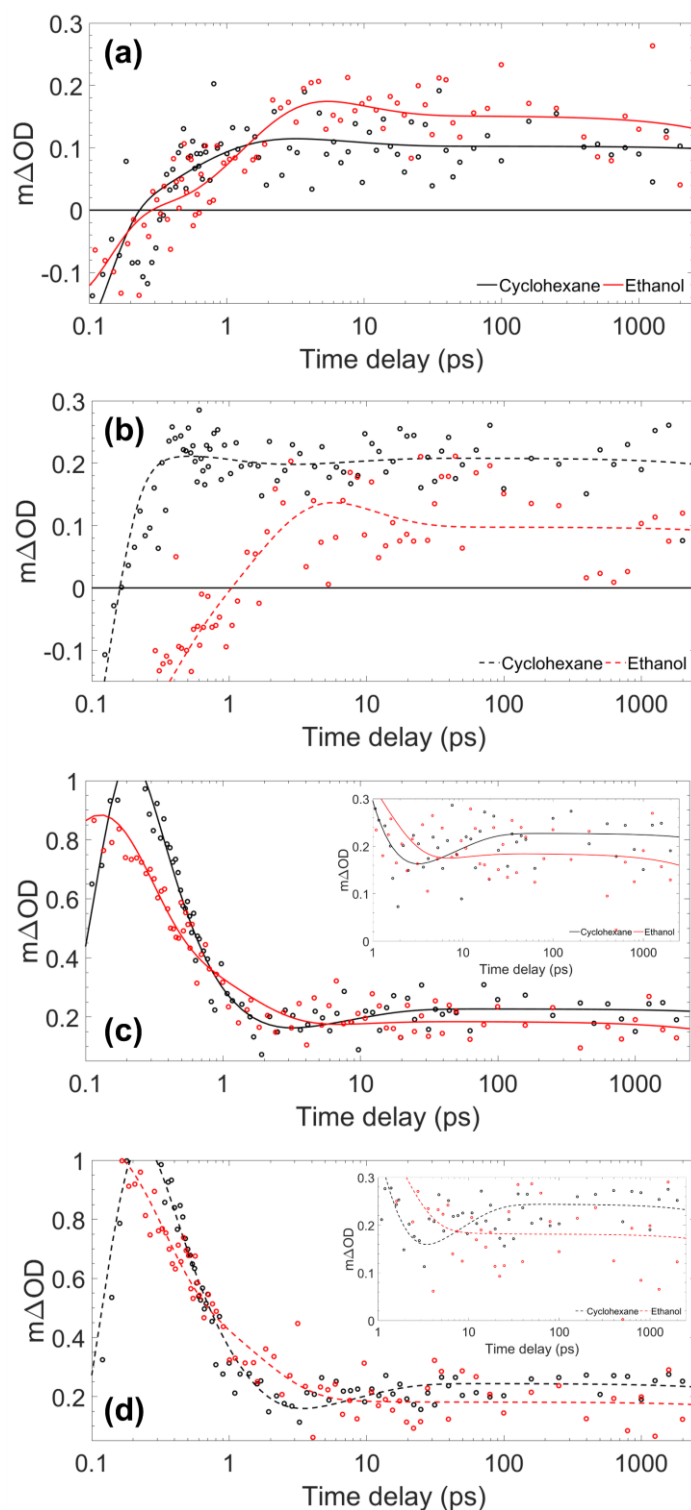 (a)
0.3
0.2
0.1
0
-0.1
mΔOD
Cyclohexane Ethanol
0.1 1 10 100 1000
Time delay (ps)
(b)
0.3
0.2
0.1
0
-0.1
mΔOD
Cyclohexane Ethanol
0.1 1 10 100 1000
Time delay (ps)
1
0.8
0.6
0.4
0.2
mΔOD
0.3
0.2
0.1
0
mΔOD
Cyclohexane Ethanol
1 10 100 1000
Time delay (ps)
(c)
0.1 1 10 100 1000
Time delay (ps)
1
0.8
0.6
0.4
0.2
mΔOD
0.3
0.2
0.1
0
mΔOD
Cyclohexane Ethanol
1 10 100 1000
Time delay (ps)
(d)
0.1 1 10 100 1000
Time delay (ps)